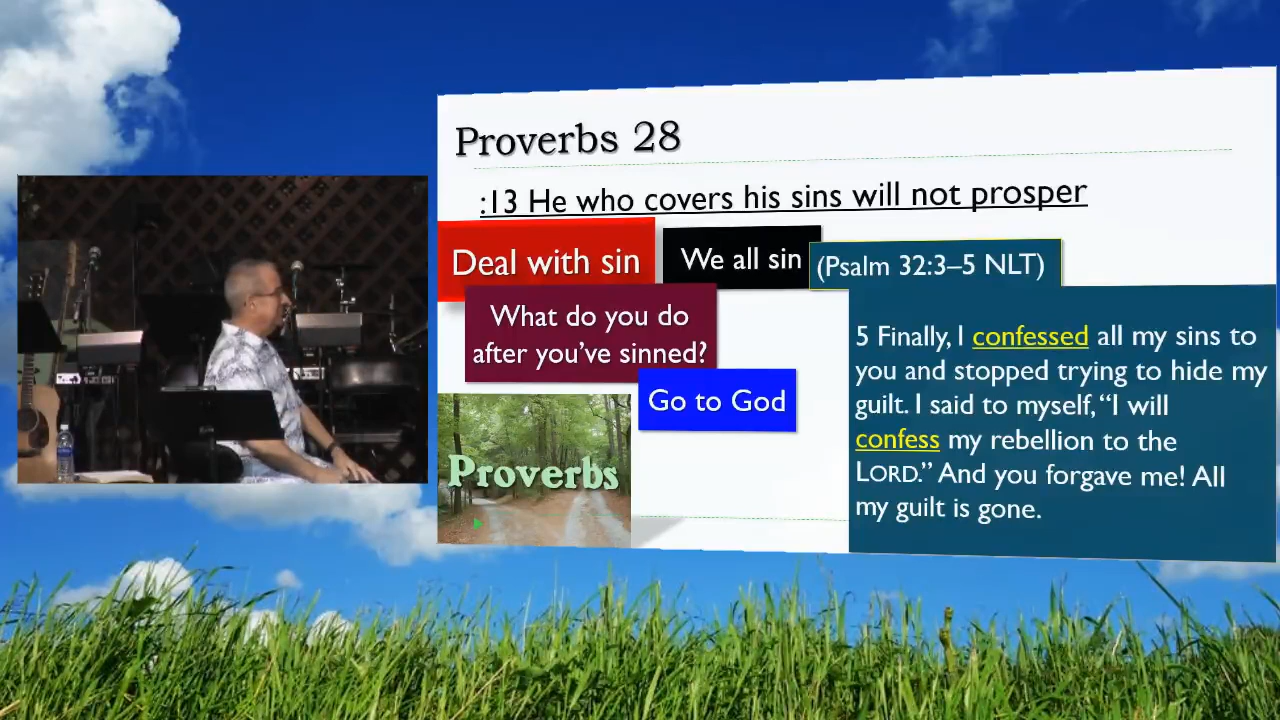 Proverbs 28
:13 He who covers his sins will not prosper
Deal with sin
We all sin
(Psalm 32:3–5 NLT)
What do you do
after you've sinned?
Go to God
5 Finally, I confessed all my sins to
you and stopped trying to hide my
guilt. I said to myself, “I will
confess my rebellion to the
LORD.” And you forgave me! All
my guilt is gone.
Proverbs